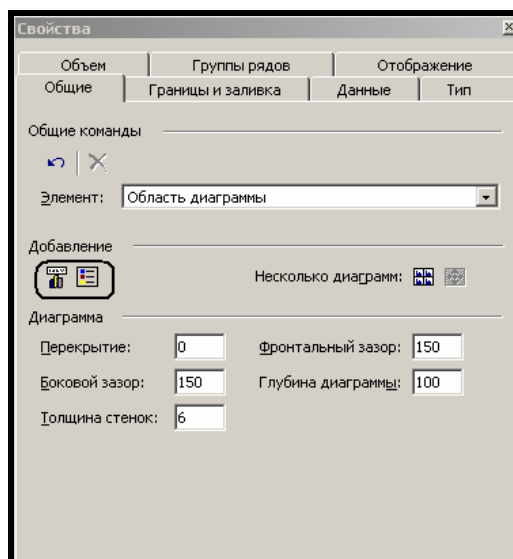 Свойства
Объем Группы рядов Отображение
Общие Границы и заливка Данные Тип
Общие команды
Элемент: Область диаграммы
Добавление
Несколько диаграмм:
Диаграмма
Перекрытие: 0 Фронтальный зазор: 150
Боковой зазор: 150 Глубина диаграммы: 100
Толщина стенок: 6